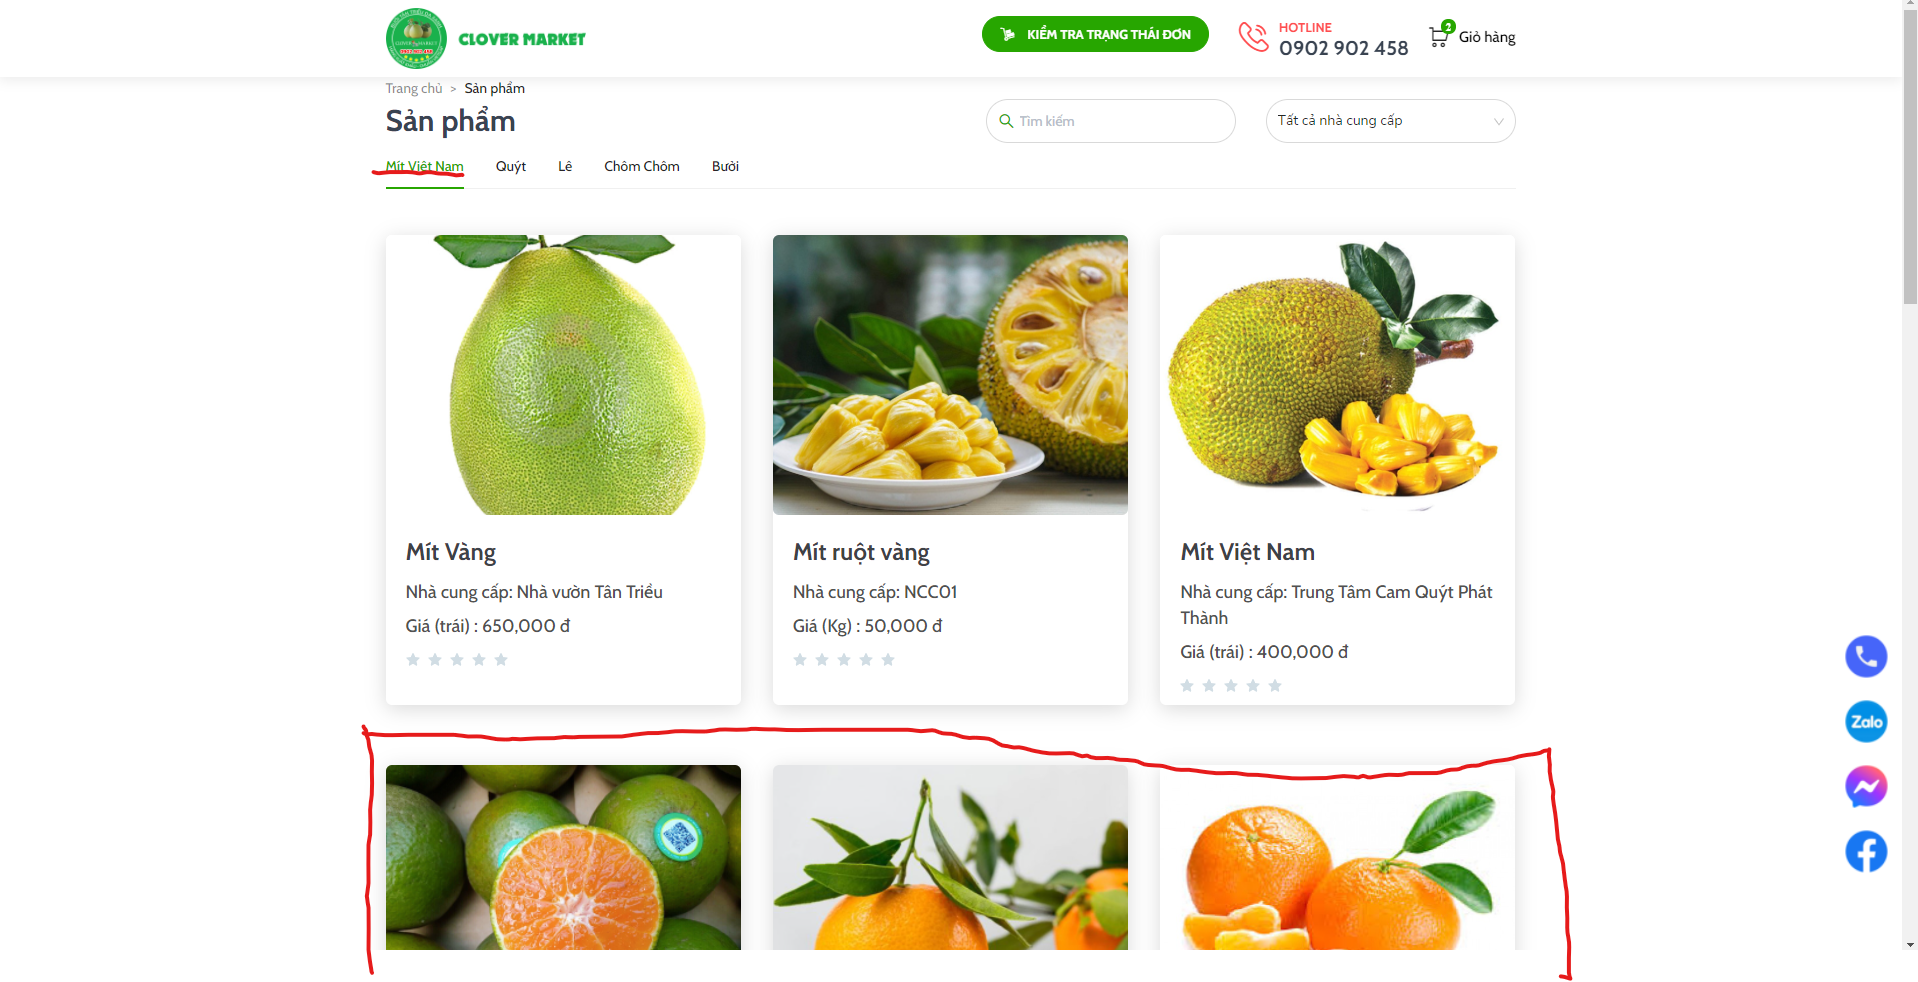 CLOVER MARKET
KIỂM TRA TRẠNG THÁI ĐƠN
HOTLINE
0902 902 458
2
Giỏ hàng
Trang chủ > Sản phẩm
Sản phẩm
Tìm kiếm
Tất cả nhà cung cấp
Mít Việt Nam
Quýt
Lê
Chôm Chôm
Bưởi
Mít Vàng
Nhà cung cấp: Nhà vườn Tân Triều
Giá (trái) : 650,000 đ
Mít ruột vàng
Nhà cung cấp: NCC01
Giá (Kg) : 50,000 đ
Mít Việt Nam
Nhà cung cấp: Trung Tâm Cam Quýt Phát
Thành
Giá (trái) : 400,000 đ
Zalo